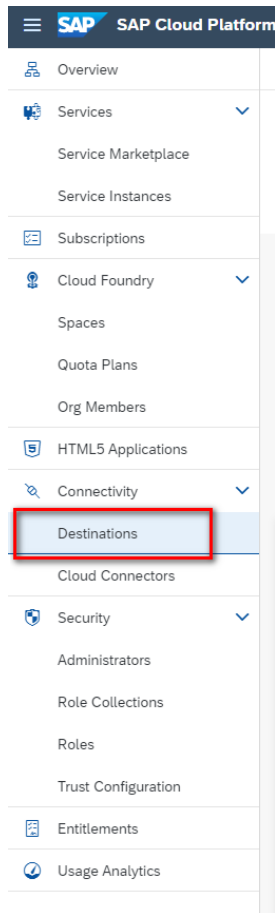 SAP SAP Cloud Platform
Overview
Services
Service Marketplace
Service Instances
Subscriptions
Cloud Foundry
Spaces
Quota Plans
Org Members
HTML5 Applications
Connectivity
Destinations
Cloud Connectors
Security
Administrators
Role Collections
Roles
Trust Configuration
Entitlements
Usage Analytics